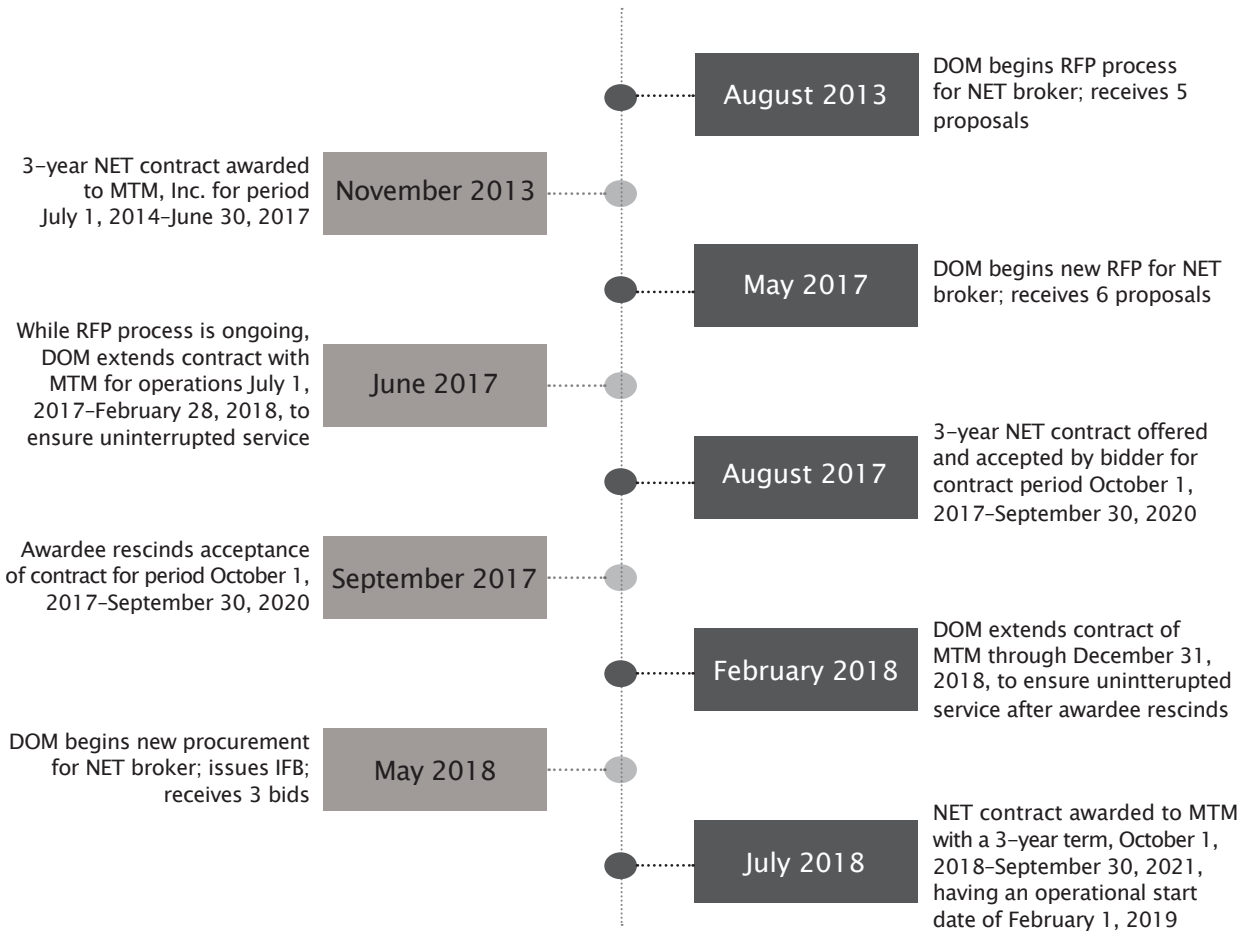 August 2013
DOM begins RFP process
for NET broker; receives 5
proposals
3-year NET contract awarded
to MTM, Inc. for period
July 1, 2014–June 30, 2017
November 2013
May 2017
DOM begins new RFP for NET
broker; receives 6 proposals
While RFP process is ongoing,
DOM extends contract with
MTM for operations July 1,
2017–February 28, 2018, to
ensure uninterrupted service
June 2017
August 2017
3-year NET contract offered
and accepted by bidder for
contract period October 1,
2017–September 30, 2020
Awardee rescinds acceptance
of contract for period October 1,
2017–September 30, 2020
September 2017
February 2018
DOM extends contract of
MTM through December 31,
2018, to ensure unintterupted
service after awardee rescinds
DOM begins new procurement
for NET broker; issues IFB;
receives 3 bids
May 2018
July 2018
NET contract awarded to MTM
with a 3-year term, October 1,
2018–September 30, 2021,
having an operational start
date of February 1, 2019